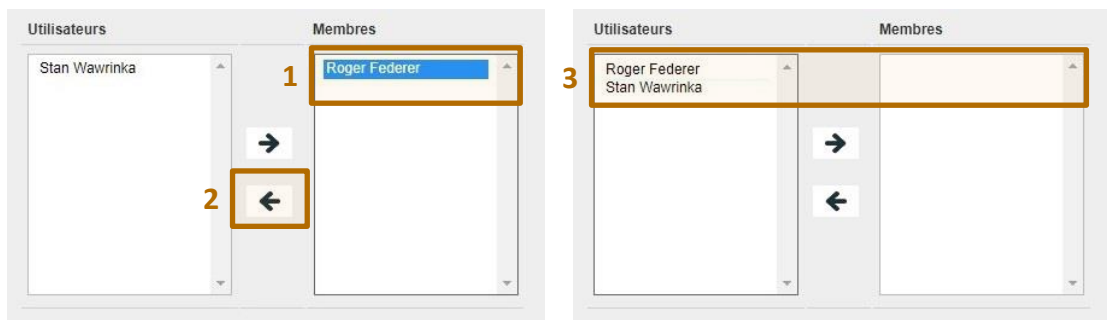 Utilisateurs Membres
Stan Wawrinka
1 Roger Federer
2
Utilisateurs Membres
3 Roger Federer
Stan Wawrinka